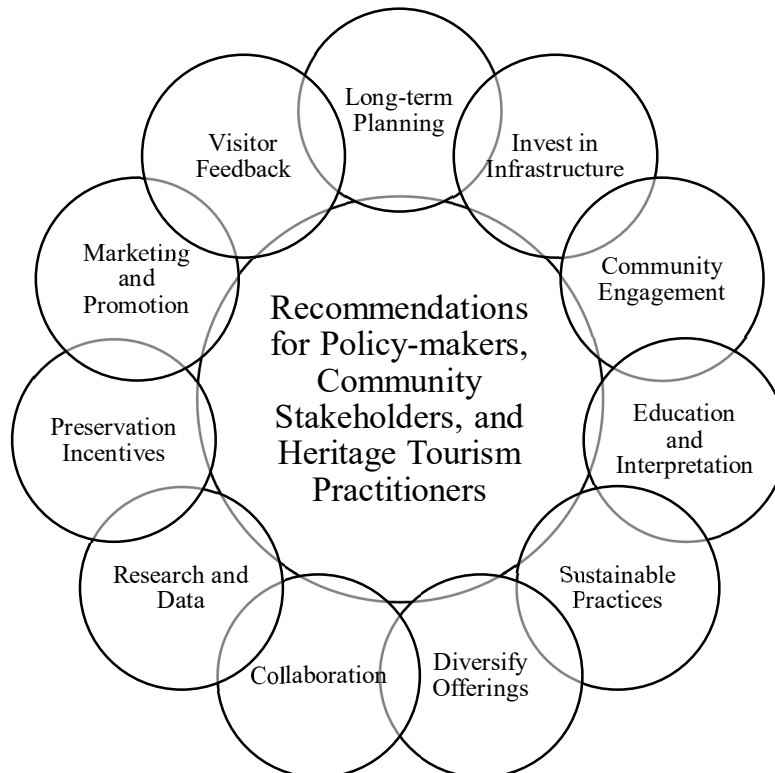 Long-term
Planning
Invest in
Infrastructure
Community
Engagement
Education
and
Interpretation
Sustainable
Practices
Diversify
Offerings
Collaboration
Research and
Data
Preservation
Incentives
Marketing
and
Promotion
Visitor
Feedback
Recommendations
for Policy-makers,
Community
Stakeholders, and
Heritage Tourism
Practitioners